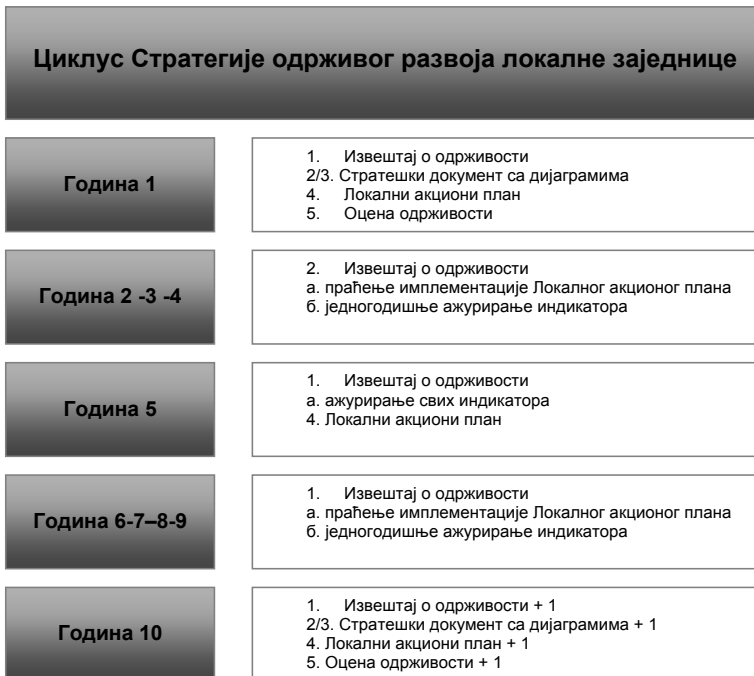 Циклус Стратегије одрживог развоја локалне заједнице
Година 1
1. Извештај о одрживости
2/3. Стратешки документ са дијаграмима
4. Локални акциони план
5. Оцена одрживости
Година 2 -3 -4
2. Извештај о одрживости
а. праћење имплементације Локалног акционог плана
б. једногодишње ажурирање индикатора
Година 5
1. Извештај о одрживости
а. ажурирање свих индикатора
4. Локални акциони план
Година 6-7–8-9
1. Извештај о одрживости
а. праћење имплементације Локалног акционог плана
б. једногодишње ажурирање индикатора
Година 10
1. Извештај о одрживости + 1
2/3. Стратешки документ са дијаграмима + 1
4. Локални акциони план + 1
5. Оцена одрживости + 1